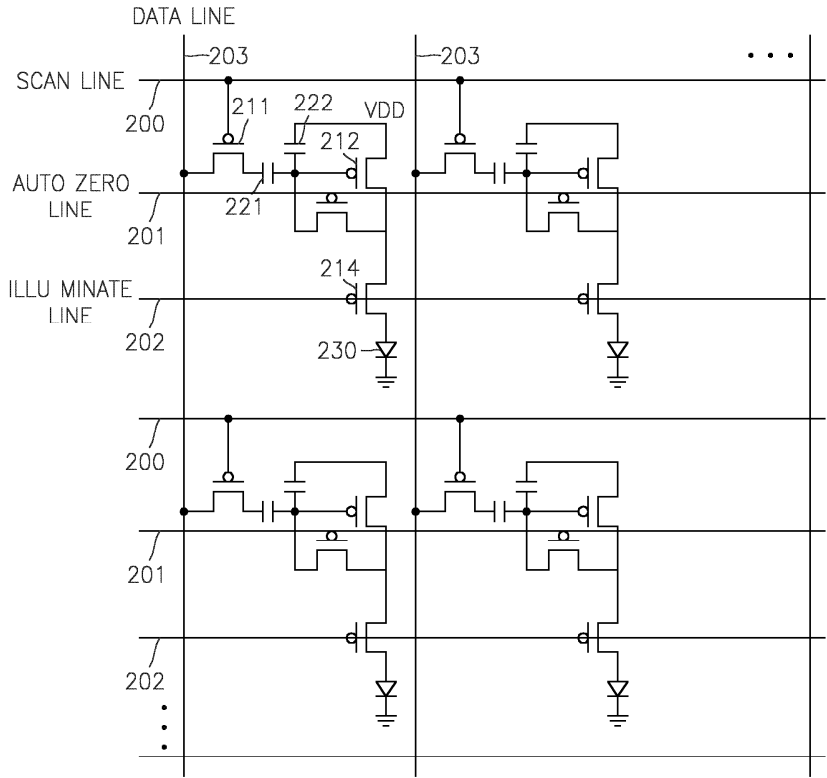 DATA LINE
203
203
SCAN LINE
200
211
222
VDD
212
AUTO ZERO
LINE
221
201
214
ILLU MINATE
LINE
202
230
200
201
202